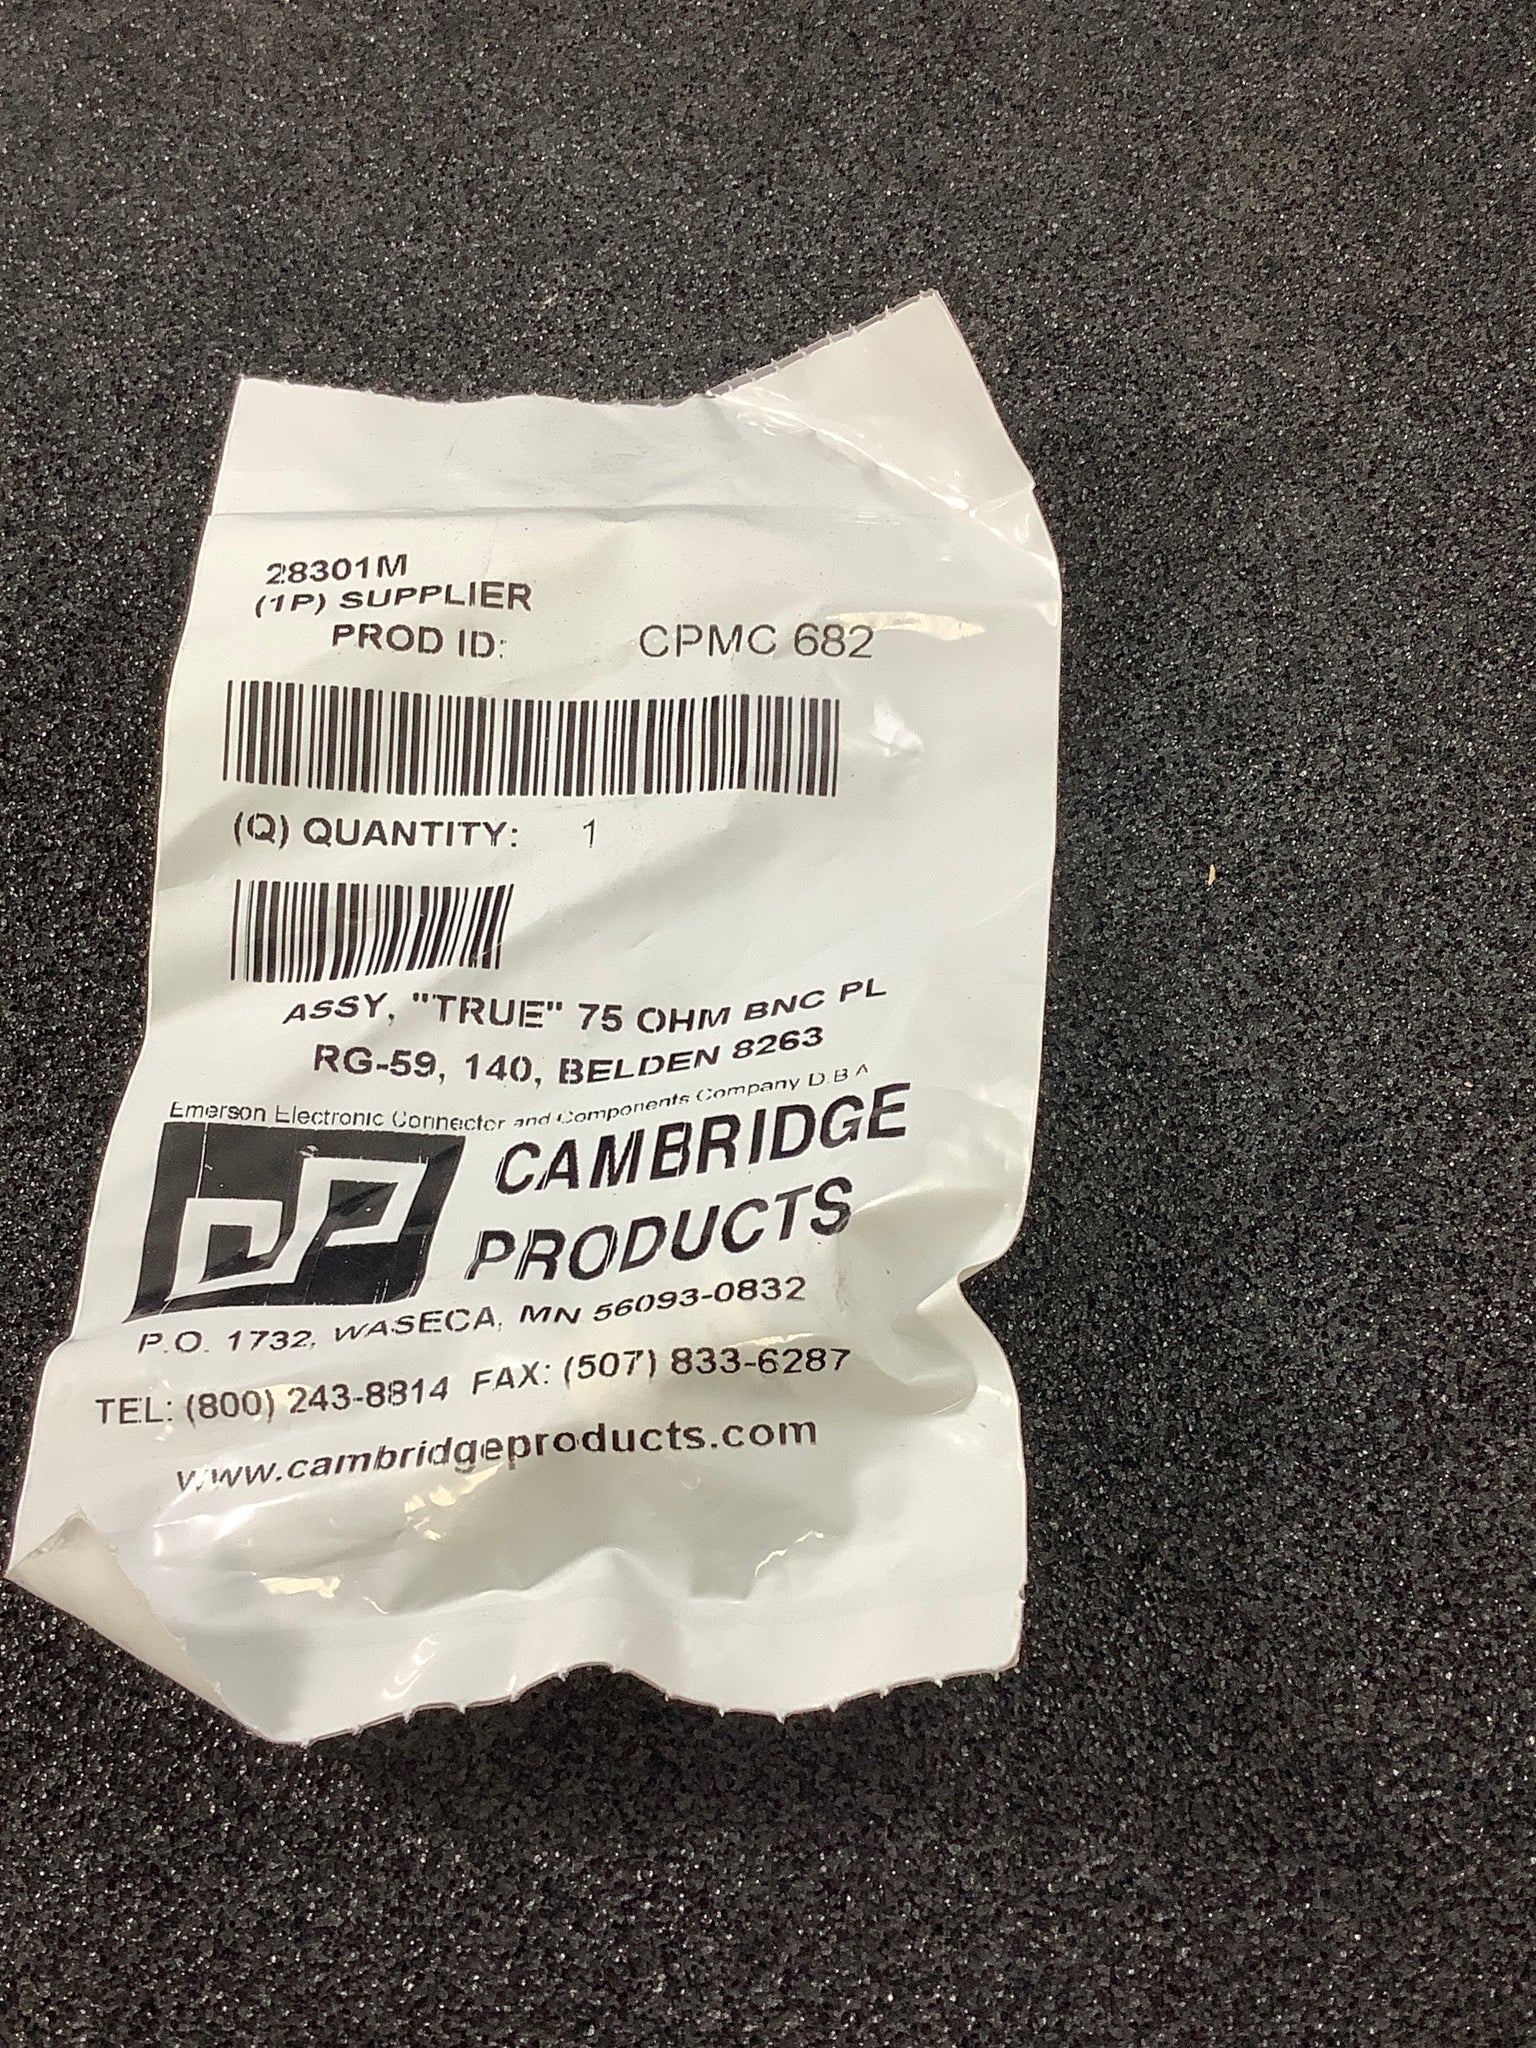 28301M
(1P) SUPPLIER
PROD ID: CPMC 682
(Q) QUANTITY: 1
ASSY, "TRUE" 75 OHM BNC PL
RG-59, 140, BELDEN 8263
Emerson Electronic Connector and Components Company D.B.A
CAMBRIDGE
PRODUCTS
P.O. 1732, WASECA, MN 56093-0832
TEL: (800) 243-8814 FAX: (507) 833-6287
www.cambridgeproducts.com